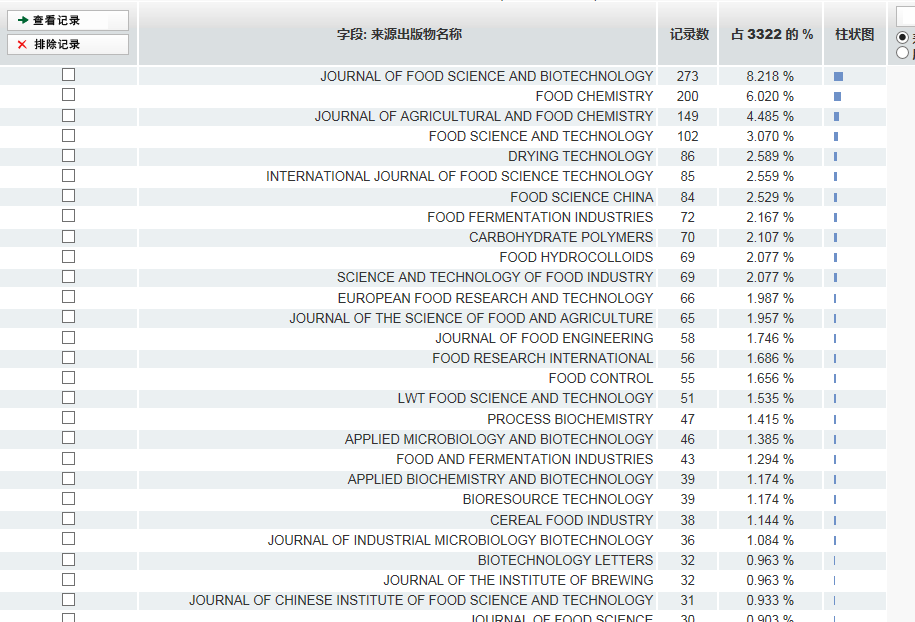 查看记录
排除记录
字段: 来源出版物名称 记录数 占 3322 的 % 柱状图
JOURNAL OF FOOD SCIENCE AND BIOTECHNOLOGY 273 8.218 %
FOOD CHEMISTRY 200 6.020 %
JOURNAL OF AGRICULTURAL AND FOOD CHEMISTRY 149 4.485 %
FOOD SCIENCE AND TECHNOLOGY 102 3.070 %
DRYING TECHNOLOGY 86 2.589 %
INTERNATIONAL JOURNAL OF FOOD SCIENCE TECHNOLOGY 85 2.559 %
FOOD SCIENCE CHINA 84 2.529 %
FOOD FERMENTATION INDUSTRIES 72 2.167 %
CARBOHYDRATE POLYMERS 70 2.107 %
FOOD HYDROCOLLOIDS 69 2.077 %
SCIENCE AND TECHNOLOGY OF FOOD INDUSTRY 69 2.077 %
EUROPEAN FOOD RESEARCH AND TECHNOLOGY 66 1.987 %
JOURNAL OF THE SCIENCE OF FOOD AND AGRICULTURE 65 1.957 %
JOURNAL OF FOOD ENGINEERING 58 1.746 %
FOOD RESEARCH INTERNATIONAL 56 1.686 %
FOOD CONTROL 55 1.656 %
LWT FOOD SCIENCE AND TECHNOLOGY 51 1.535 %
PROCESS BIOCHEMISTRY 47 1.415 %
APPLIED MICROBIOLOGY AND BIOTECHNOLOGY 46 1.385 %
FOOD AND FERMENTATION INDUSTRIES 43 1.294 %
APPLIED BIOCHEMISTRY AND BIOTECHNOLOGY 39 1.174 %
BIORESOURCE TECHNOLOGY 39 1.174 %
CEREAL FOOD INDUSTRY 38 1.144 %
JOURNAL OF INDUSTRIAL MICROBIOLOGY BIOTECHNOLOGY 36 1.084 %
BIOTECHNOLOGY LETTERS 32 0.963 %
JOURNAL OF THE INSTITUTE OF BREWING 32 0.963 %
JOURNAL OF CHINESE INSTITUTE OF FOOD SCIENCE AND TECHNOLOGY 31 0.933 %
JOURNAL OF FOOD SCIENCE 30 0.903 %